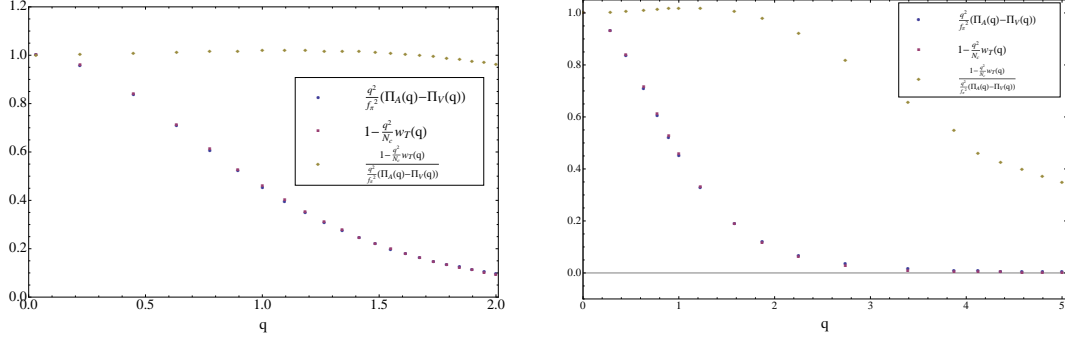 1.2
1.0
0.8
0.6
0.4
0.2
0.0
0.0 0.5 1.0 1.5 2.0
q
q²/f_π² (Π_A(q)−Π_V(q))
1−q²/N_c w_T(q)
1−q²/N_c w_T(q)
q²/f_π² (Π_A(q)−Π_V(q))
1.0
0.8
0.6
0.4
0.2
0.0
0 1 2 3 4 5
q
q²/f_π² (Π_A(q)−Π_V(q))
1−q²/N_c w_T(q)
1−q²/N_c w_T(q)
q²/f_π² (Π_A(q)−Π_V(q))